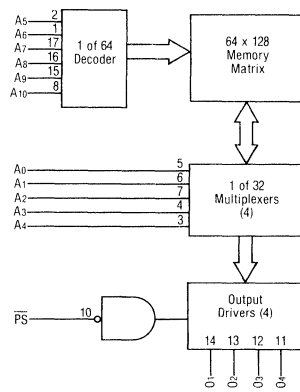 A5 2
A6 1
A7 17
A8 16
A9 15
A10 8
1 of 64
Decoder
64 x 128
Memory
Matrix
A0 5
A1 6
A2 7
A3 4
A4 3
1 of 32
Multiplexers
(4)
PS 10
Output
Drivers (4)
14 13 12 11
O1 O2 O3 O4